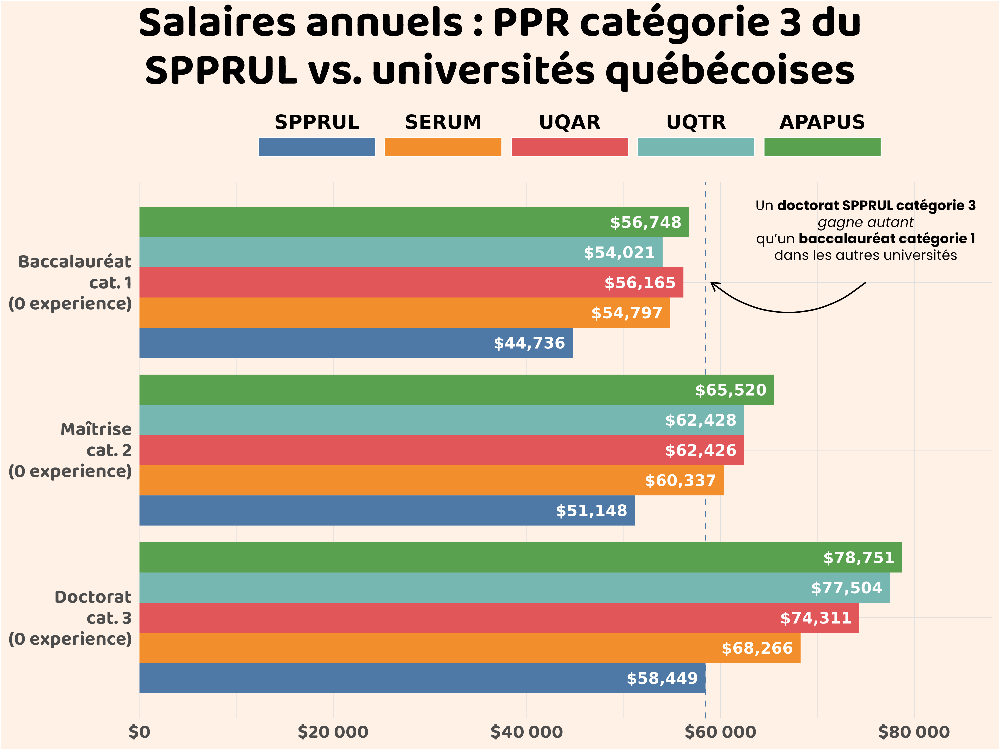 Salaires annuels : PPR catégorie 3 du
SPPRUL vs. universités québécoises
SPPRUL
SERUM
UQAR
UQTR
APAPUS
Un doctorat SPPRUL catégorie 3
gagne autant
qu’un baccalauréat catégorie 1
dans les autres universités
Baccalauréat
cat. 1
(0 experience)
$56,748
$54,021
$56,165
$54,797
$44,736
Maîtrise
cat. 2
(0 experience)
$65,520
$62,428
$62,426
$60,337
$51,148
Doctorat
cat. 3
(0 experience)
$78,751
$77,504
$74,311
$68,266
$58,449
$0
$20 000
$40 000
$60 000
$80 000